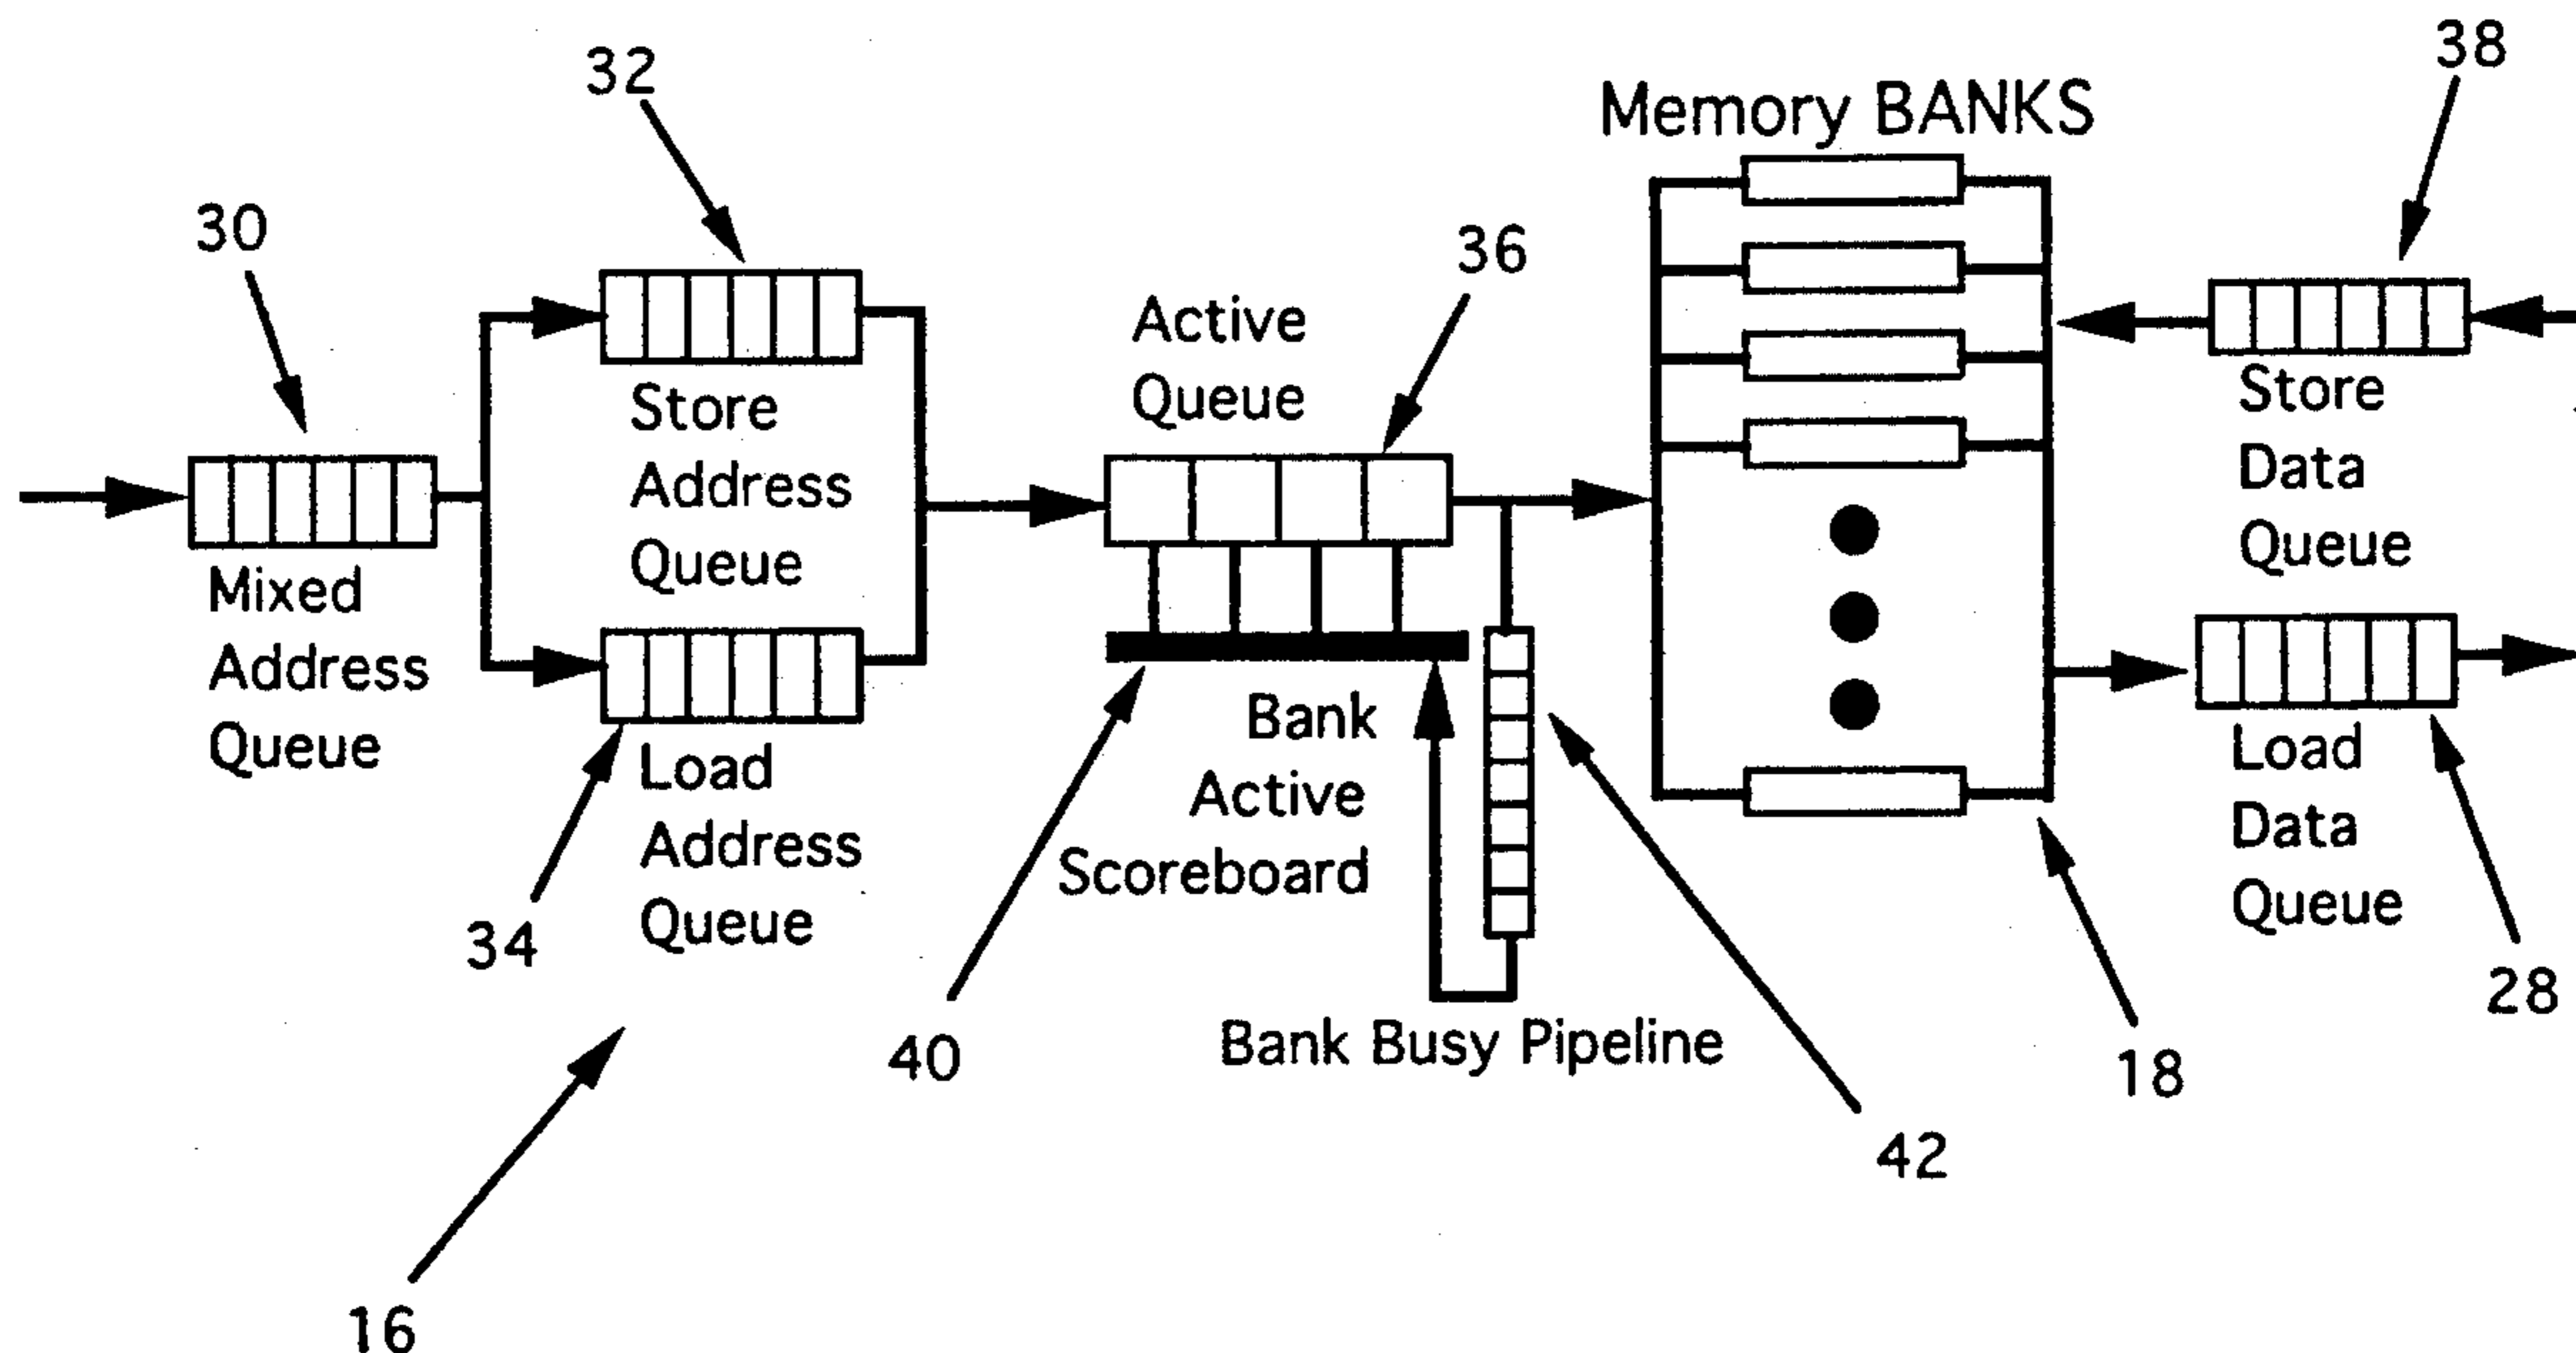 38
32
Memory BANKS
30
36
Active
Queue
Store
Address
Queue
Store
Data
Queue
Mixed
Address
Queue
Bank
Active
Scoreboard
Load
Address
Queue
Load
Data
Queue
34
28
40
Bank Busy Pipeline
18
42
16